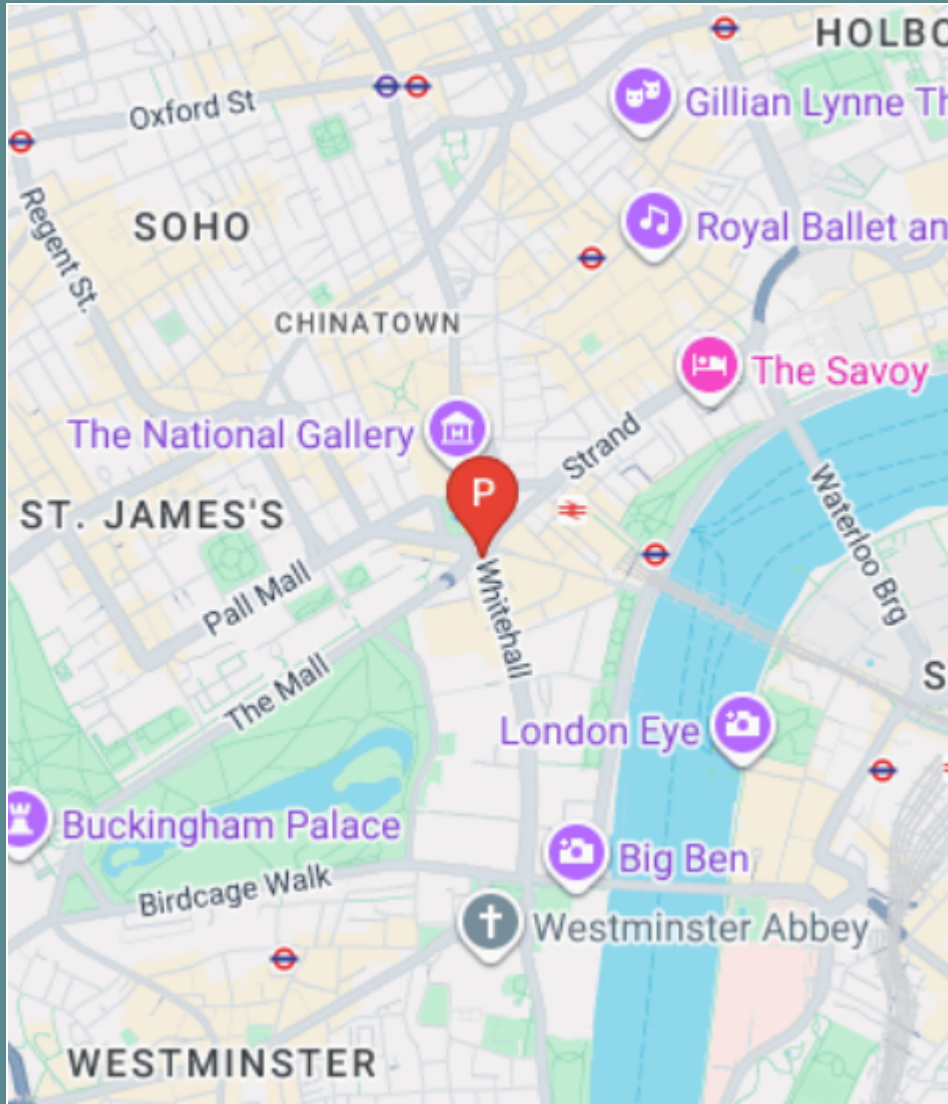 HOLBO
Oxford St
Gillian Lynne Th
Regent St.
SOHO
Royal Ballet an
CHINATOWN
The Savoy
The National Gallery
Strand
P
ST. JAMES'S
Waterloo Brg
Pall Mall
Whitehall
The Mall
S
London Eye
Buckingham Palace
Big Ben
Birdcage Walk
Westminster Abbey
WESTMINSTER